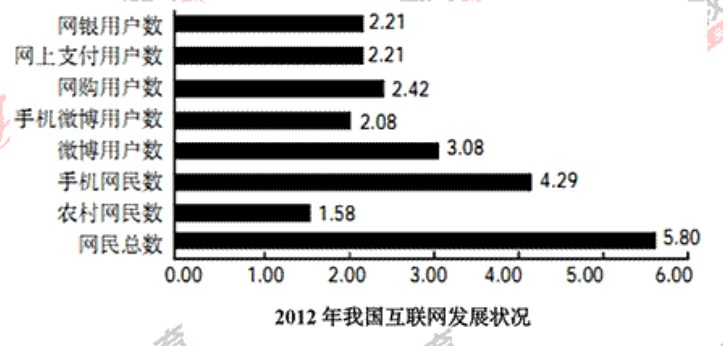 网银用户数 2.21
网上支付用户数 2.21
网购用户数 2.42
手机微博用户数 2.08
微博用户数 3.08
手机网民数 4.29
农村网民数 1.58
网民总数 5.80
0.00 1.00 2.00 3.00 4.00 5.00 6.00
2012 年我国互联网发展状况